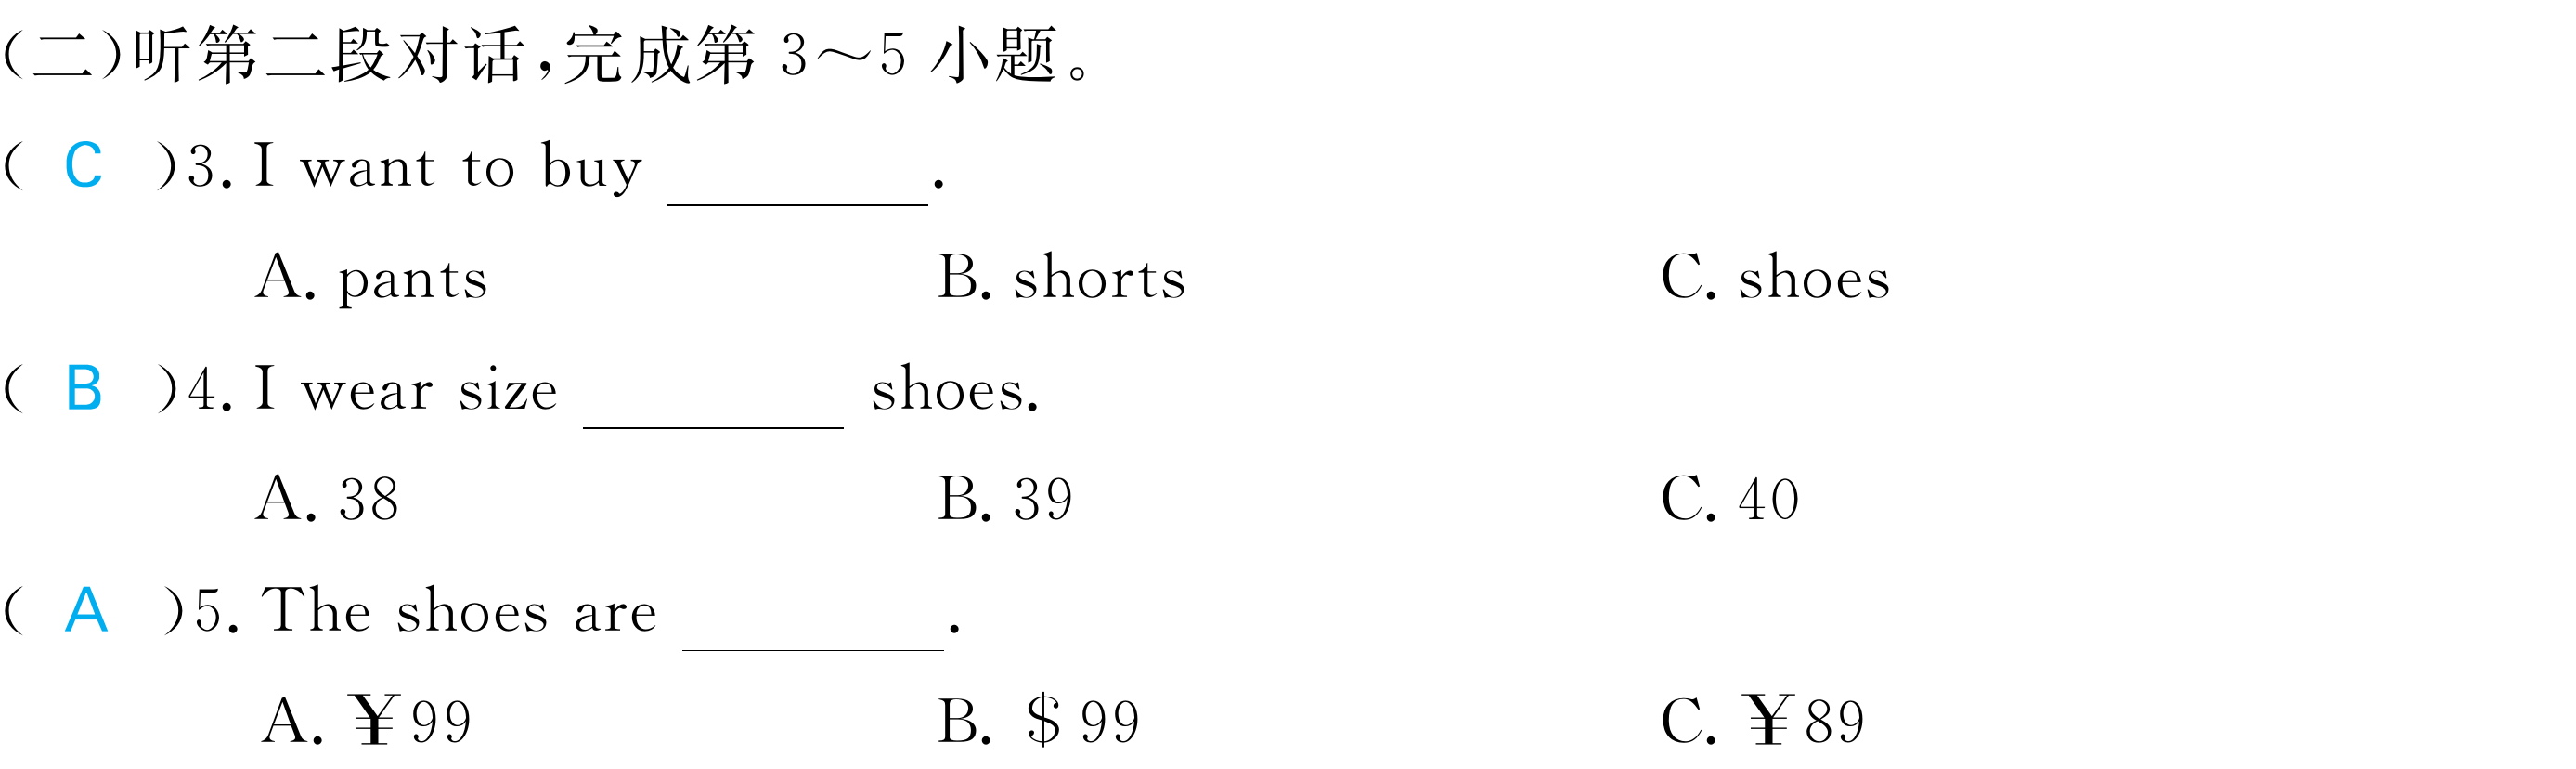 (二)听第二段对话,完成第 3～5 小题。
( C )3. I want to buy ________.
A. pants B. shorts C. shoes
( B )4. I wear size ________ shoes.
A. 38 B. 39 C. 40
( A )5. The shoes are ________.
A. ¥99 B. $99 C. ¥89